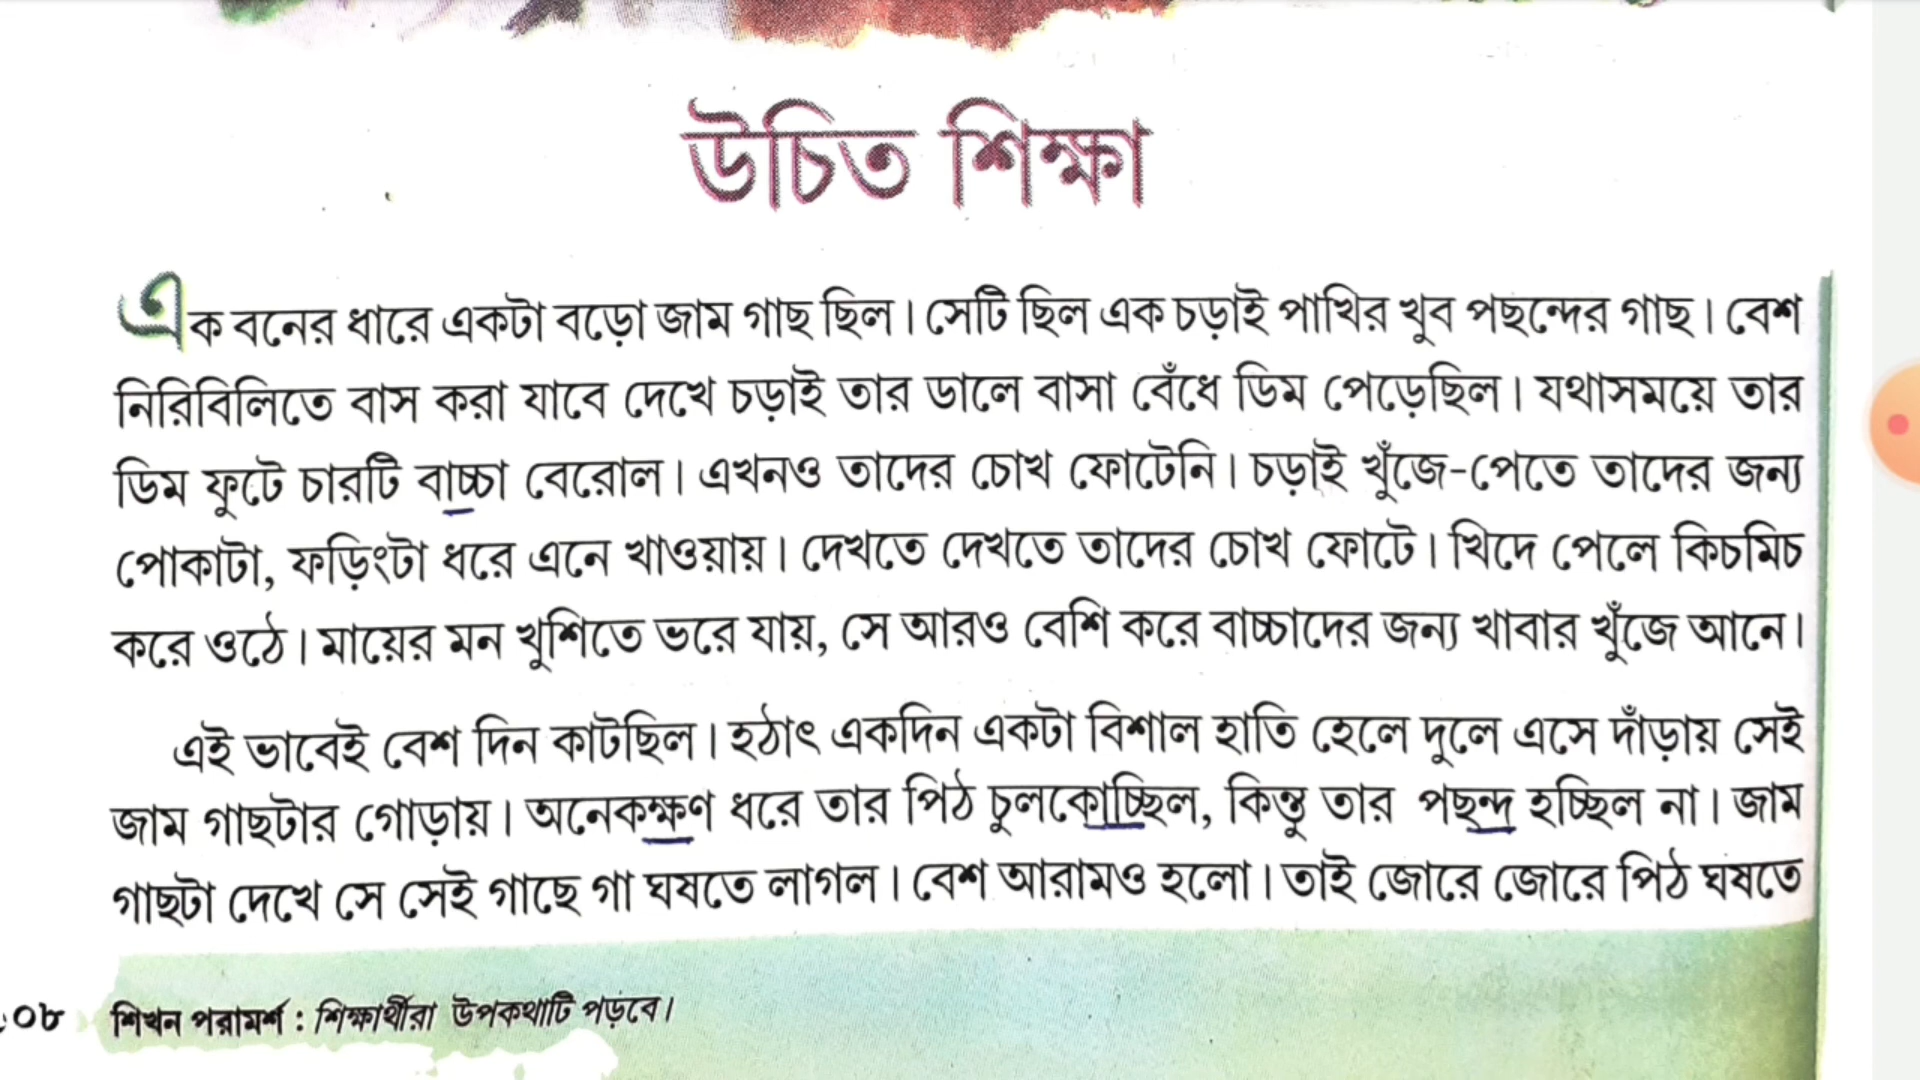 উচিত শিক্ষা
এক বনের ধারে একটা বড়ো জাম গাছ ছিল। সেটি ছিল এক চড়াই পাখির খুব পছন্দের গাছ। বেশ
নিরিবিলিতে বাস করা যাবে দেখে চড়াই তার ডালে বাসা বেঁধে ডিম পেড়েছিল। যথাসময়ে তার
ডিম ফুটে চারটি বাচ্চা বেরোল। এখনও তাদের চোখ ফোটেনি। চড়াই খুঁজে-পেতে তাদের জন্য
পোকাটা, ফড়িংটা ধরে এনে খাওয়ায়। দেখতে দেখতে তাদের চোখ ফোটে। খিদে পেলে কিচমিচ
করে ওঠে। মায়ের মন খুশিতে ভরে যায়, সে আরও বেশি করে বাচ্চাদের জন্য খাবার খুঁজে আনে।
এই ভাবেই বেশ দিন কাটছিল। হঠাৎ একদিন একটা বিশাল হাতি হেলে দুলে এসে দাঁড়ায় সেই
জাম গাছটার গোড়ায়। অনেকক্ষণ ধরে তার পিঠ চুলকোচ্ছিল, কিন্তু তার পছন্দ হচ্ছিল না। জাম
গাছটা দেখে সে সেই গাছে গা ঘষতে লাগল। বেশ আরামও হলো। তাই জোরে জোরে পিঠ ঘষতে
০৮ শিখন পরামর্শ : শিক্ষার্থীরা উপকথাটি পড়বে।